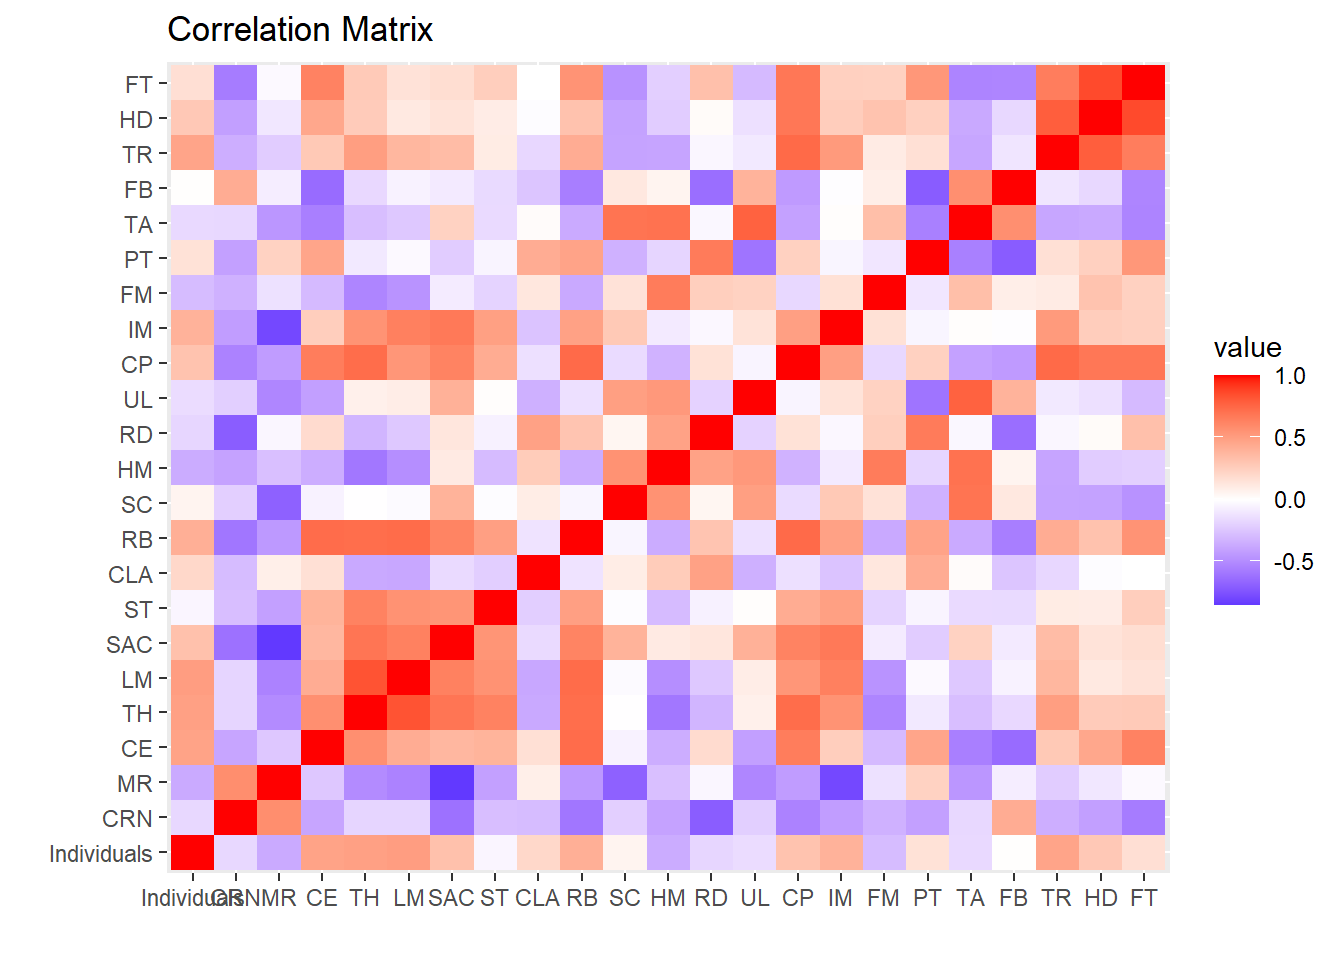 Correlation Matrix
FT
HD
TR
FB
TA
PT
FM
IM
CP
UL
RD
HM
SC
RB
CLA
ST
SAC
LM
TH
CE
MR
CRN
Individuals
Individuals CRN MR CE TH LM SAC ST CLA RB SC HM RD UL CP IM FM PT TA FB TR HD FT
value
1.0
0.5
0.0
-0.5